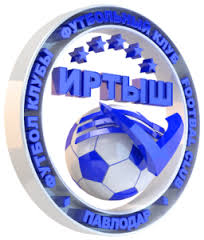 ФУТБОЛ КЛУБЫ
ФУТБОЛЬНЫЙ КЛУБ
FOOTBALL CLUB
ИРТЫШ
ПАВЛОДАР